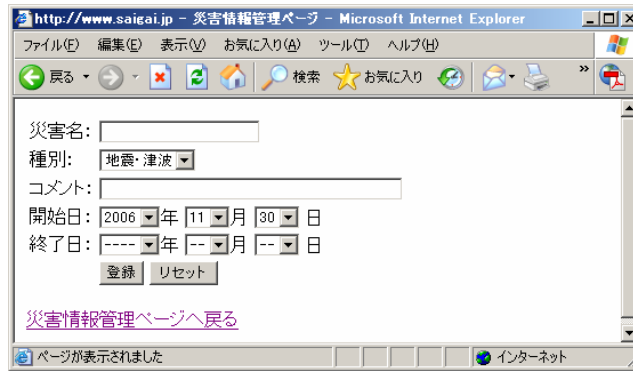 http://www.saigai.jp - 災害情報管理ページ - Microsoft Internet Explorer
ファイル(F) 編集(E) 表示(V) お気に入り(A) ツール(T) ヘルプ(H)
戻る 検索 お気に入り »
災害名:
種別: 地震・津波
コメント:
開始日: 2006 年 11 月 30 日
終了日: ---- 年 -- 月 -- 日
登録 リセット
災害情報管理ページへ戻る
ページが表示されました インターネット